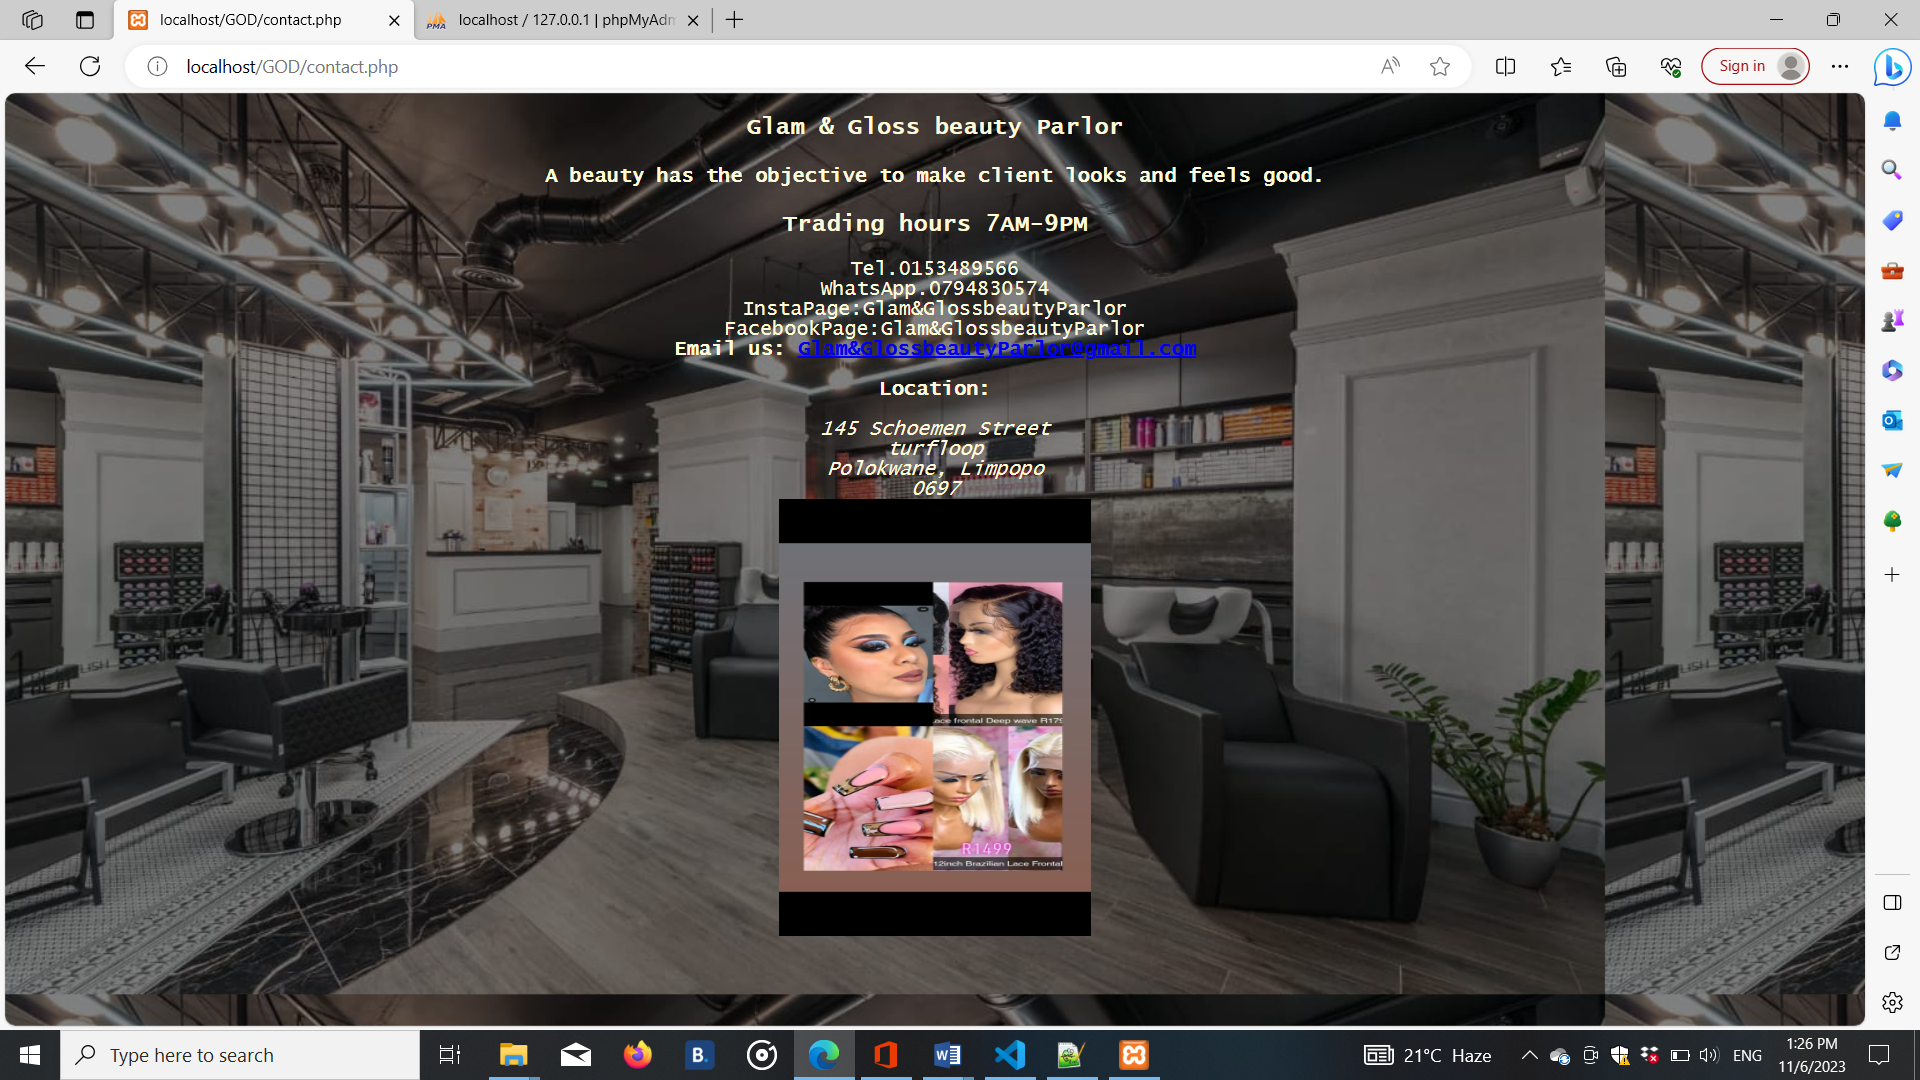 localhost/GOD/contact.php
localhost / 127.0.0.1 | phpMyAdm
localhost/GOD/contact.php
Sign in
Glam & Gloss beauty Parlor
A beauty has the objective to make client looks and feels good.
Trading hours 7AM-9PM
Tel.0153489566
WhatsApp.0794830574
InstaPage:Glam&GlossbeautyParlor
FacebookPage:Glam&GlossbeautyParlor
Email us: Glam&GlossbeautyParlor@gmail.com
Location:
145 Schoemen Street
turfloop
Polokwane, Limpopo
0697
ace frontal Deep wave R179
R1499
12inch Brazilian Lace Frontal
Type here to search
B.
21°C Haze
ENG
1:26 PM
11/6/2023